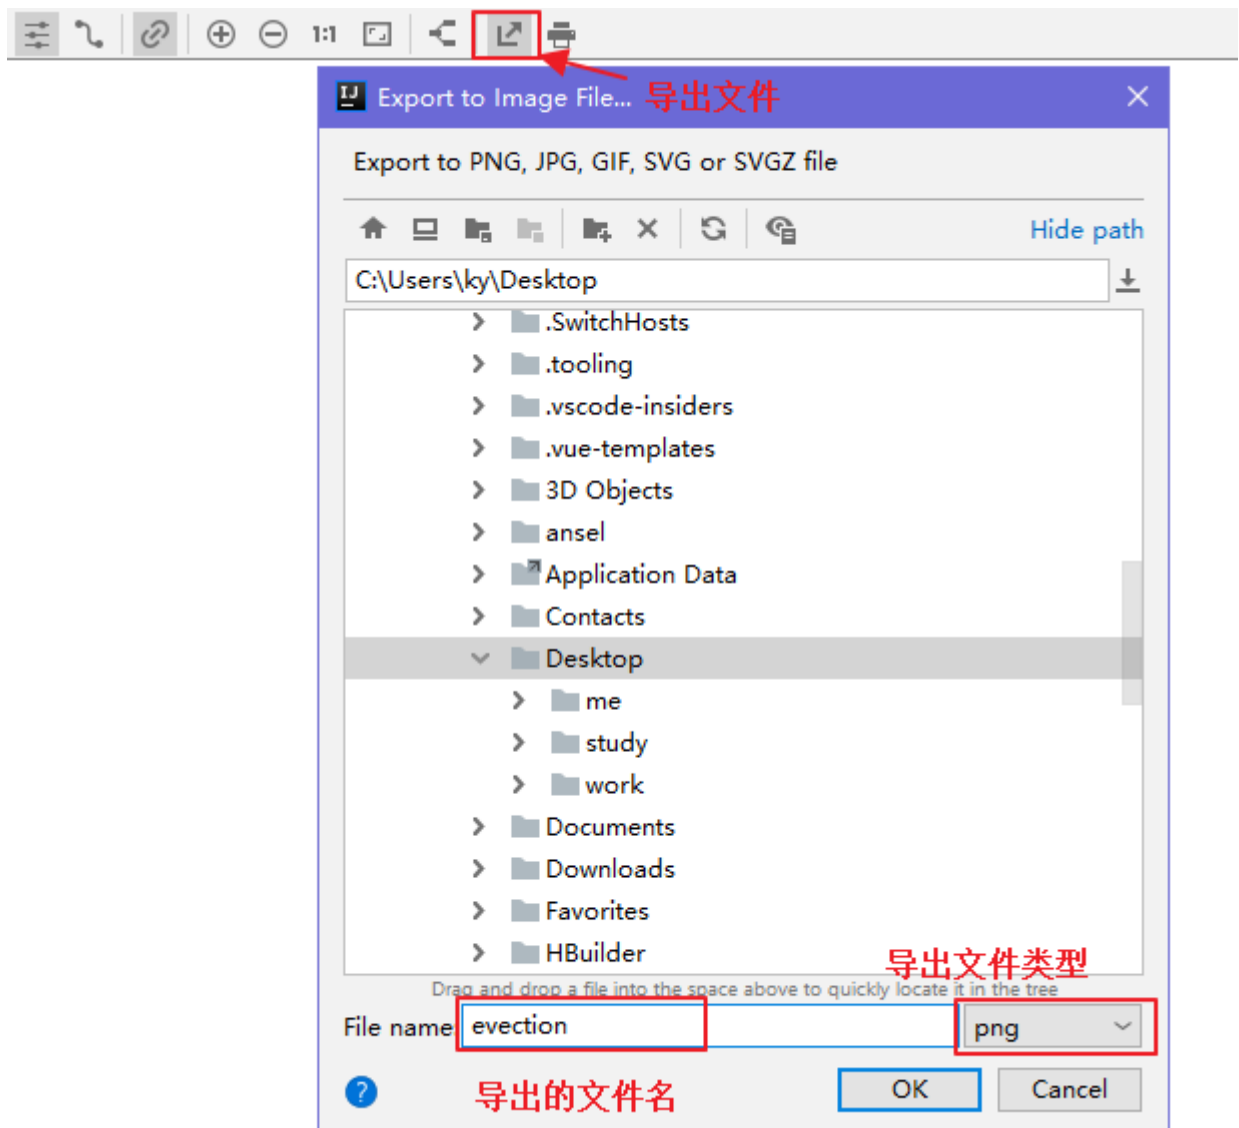 1:1
Export to Image File... 导出文件
Export to PNG, JPG, GIF, SVG or SVGZ file
Hide path
C:\Users\ky\Desktop
.SwitchHosts
.tooling
.vscode-insiders
.vue-templates
3D Objects
ansel
Application Data
Contacts
Desktop
me
study
work
Documents
Downloads
Favorites
HBuilder
导出文件类型
Drag and drop a file into the space above to quickly locate it in the tree
File name: evection png
导出的文件名 OK Cancel